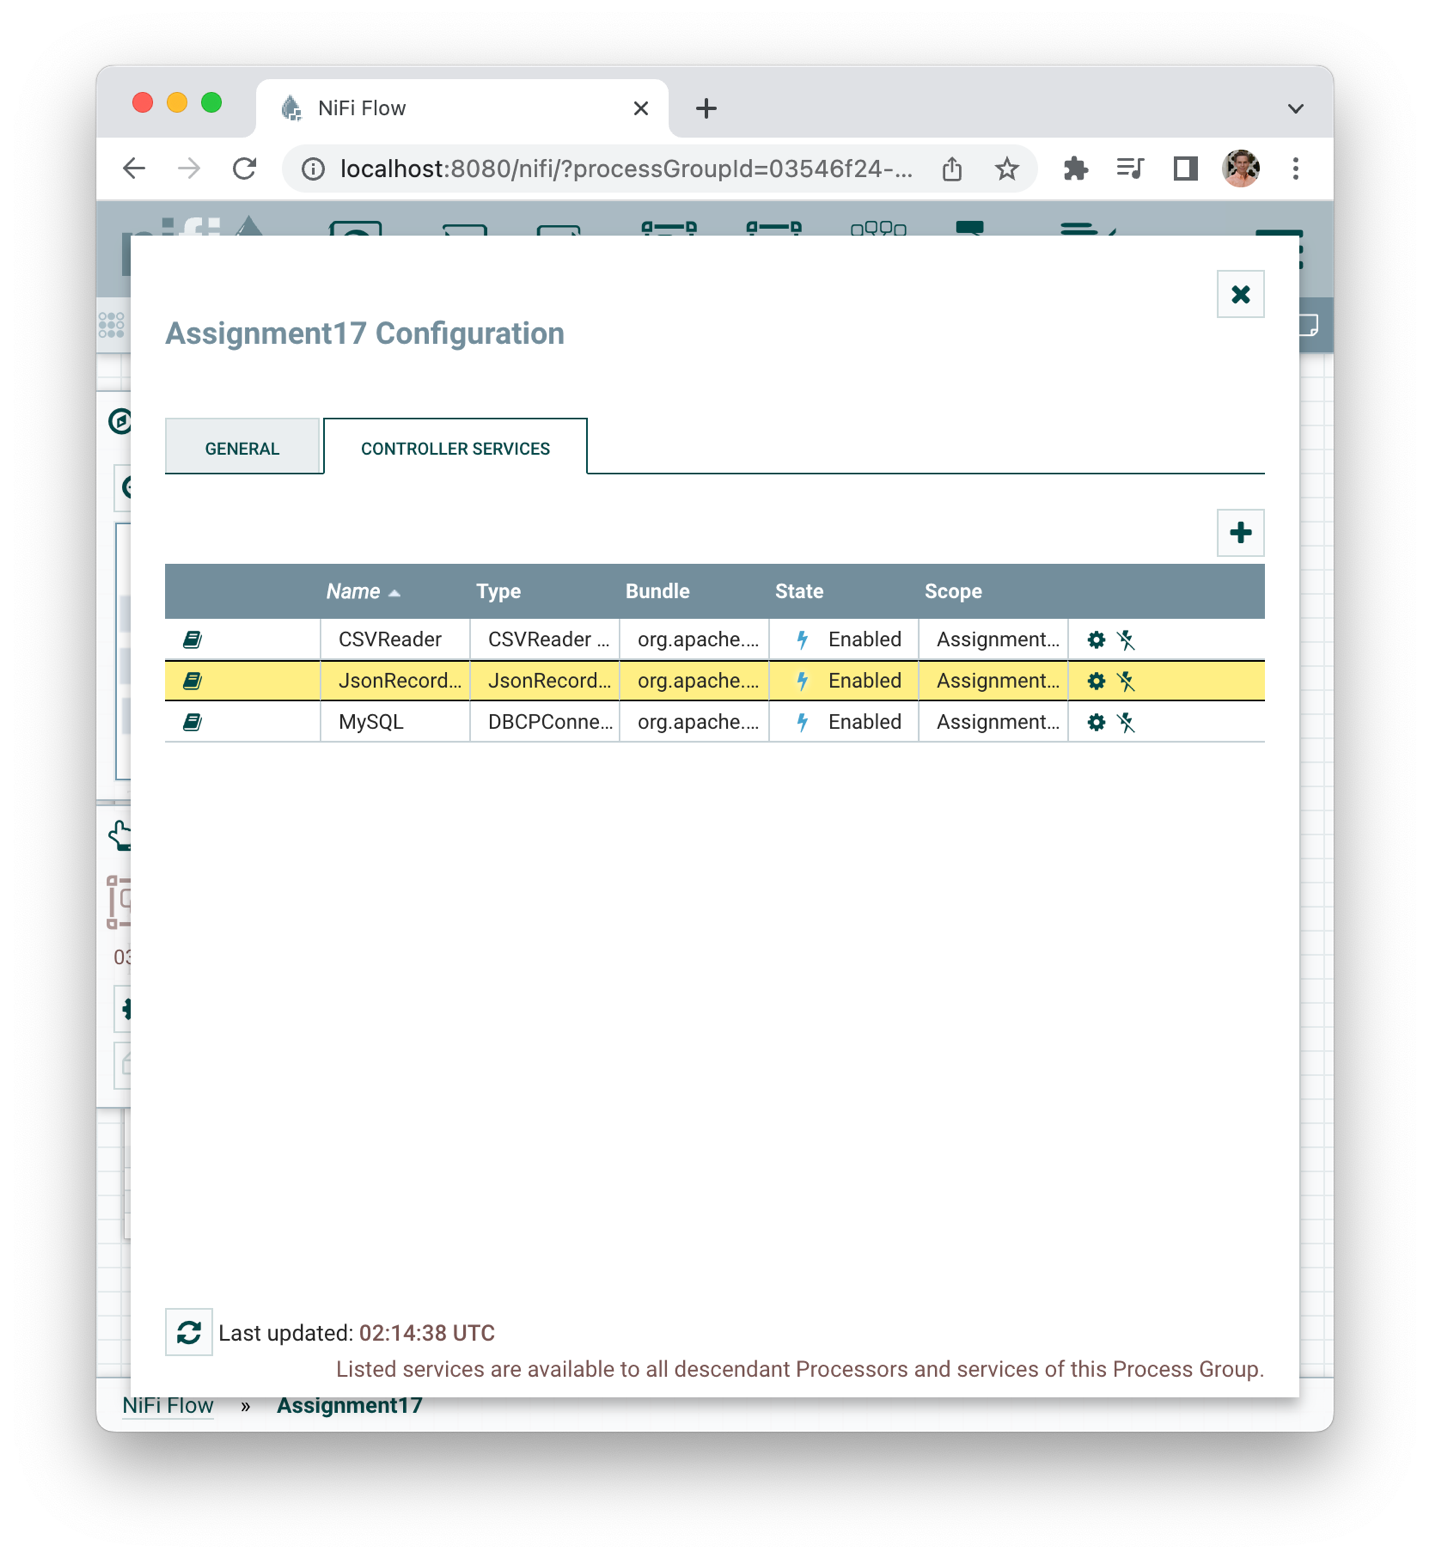 NiFi Flow
localhost:8080/nifi/?processGroupId=03546f24-...
nifi
Assignment17 Configuration
GENERAL
CONTROLLER SERVICES
Name Type Bundle State Scope
CSVReader CSVReader ... org.apache.... Enabled Assignment...
JsonRecord... JsonRecord... org.apache.... Enabled Assignment...
MySQL DBCPConne... org.apache.... Enabled Assignment...
03
Last updated: 02:14:38 UTC
Listed services are available to all descendant Processors and services of this Process Group.
NiFi Flow » Assignment17